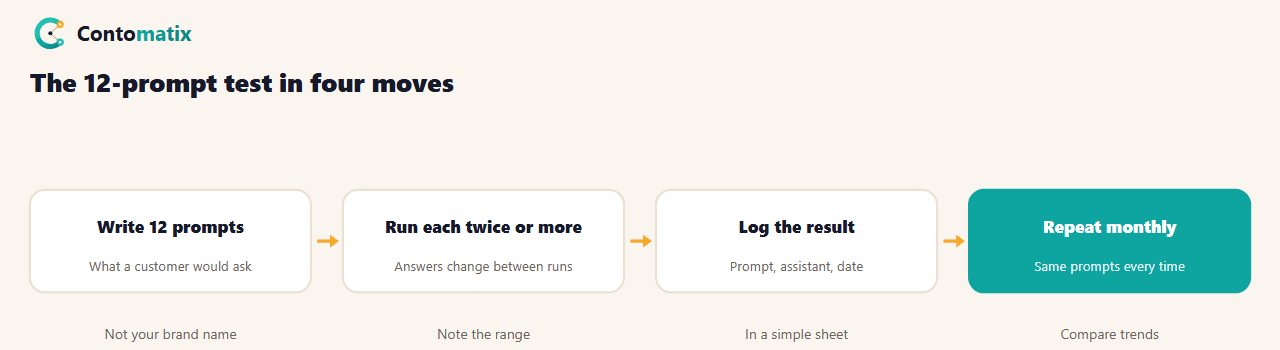 Contomatix
The 12-prompt test in four moves
Write 12 prompts
What a customer would ask
Not your brand name
Run each twice or more
Answers change between runs
Note the range
Log the result
Prompt, assistant, date
In a simple sheet
Repeat monthly
Same prompts every time
Compare trends